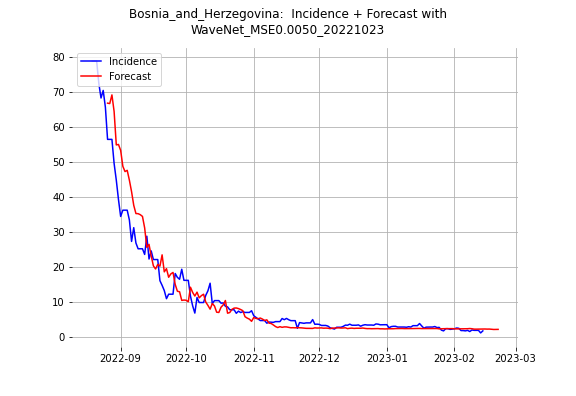 Bosnia_and_Herzegovina:  Incidence + Forecast with
WaveNet_MSE0.0050_20221023
Incidence
Forecast
80
70
60
50
40
30
20
10
0
2022-09 2022-10 2022-11 2022-12 2023-01 2023-02 2023-03